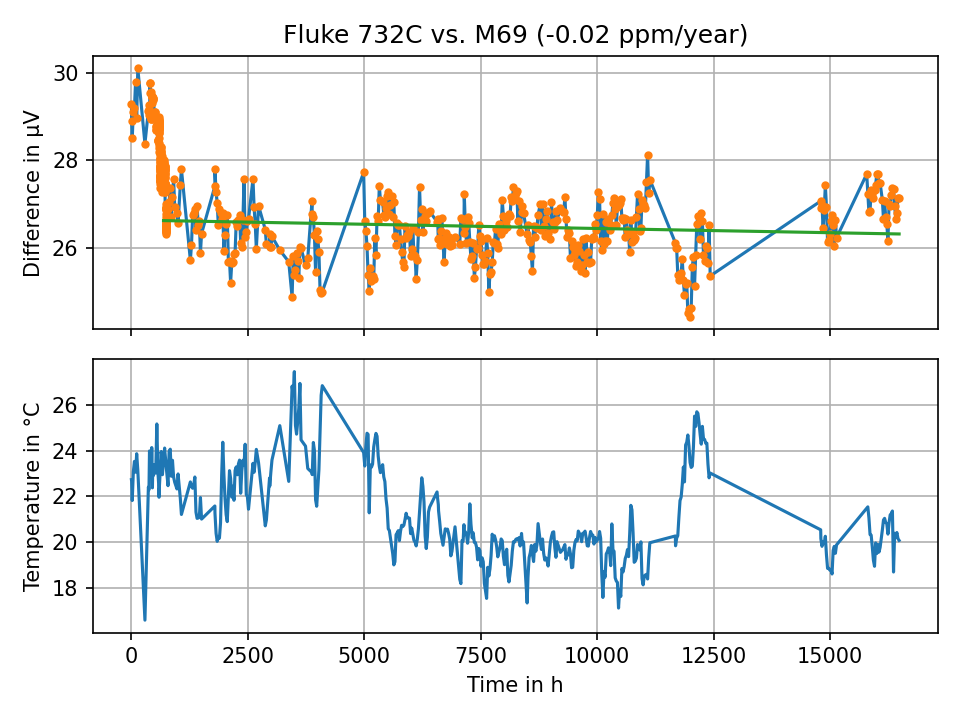 Fluke 732C vs. M69 (-0.02 ppm/year)
Difference in µV
30
28
26
Temperature in °C
26
24
22
20
18
0 2500 5000 7500 10000 12500 15000
Time in h